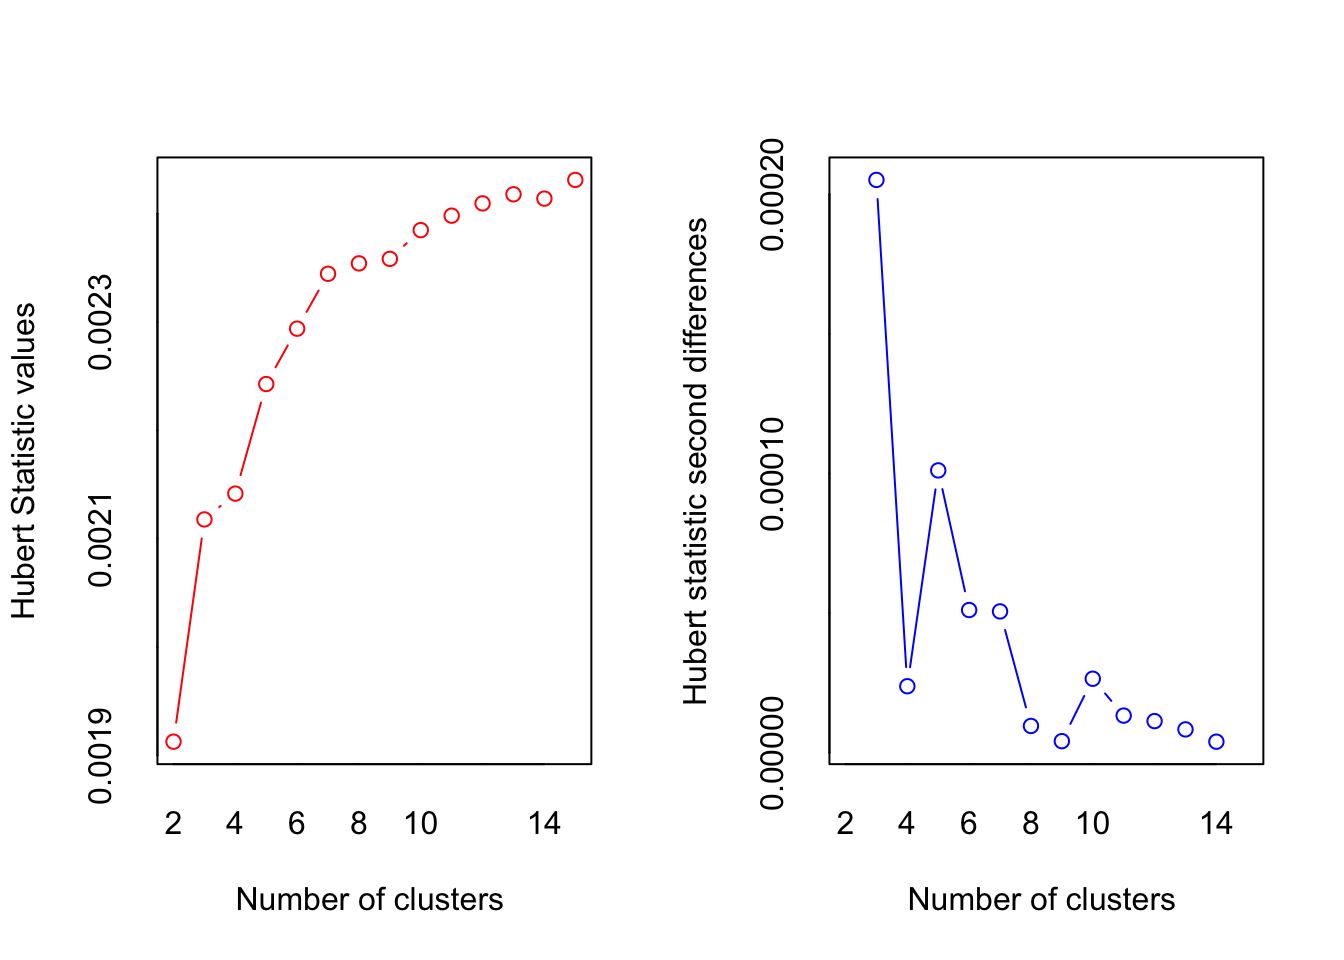 Hubert Statistic values
0.0019 0.0021 0.0023
2 4 6 8 10 14
Number of clusters
Hubert statistic second differences
0.00000 0.00010 0.00020
2 4 6 8 10 14
Number of clusters